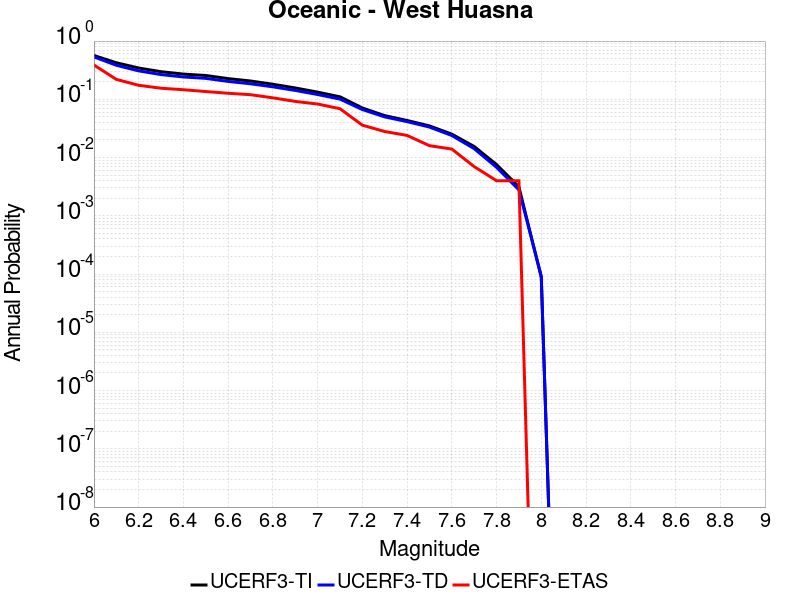 Oceanic - West Huasna
10^0
10^-1
10^-2
10^-3
10^-4
10^-5
10^-6
10^-7
10^-8
Annual Probability
6 6.2 6.4 6.6 6.8 7 7.2 7.4 7.6 7.8 8 8.2 8.4 8.6 8.8 9
Magnitude
UCERF3-TI UCERF3-TD UCERF3-ETAS